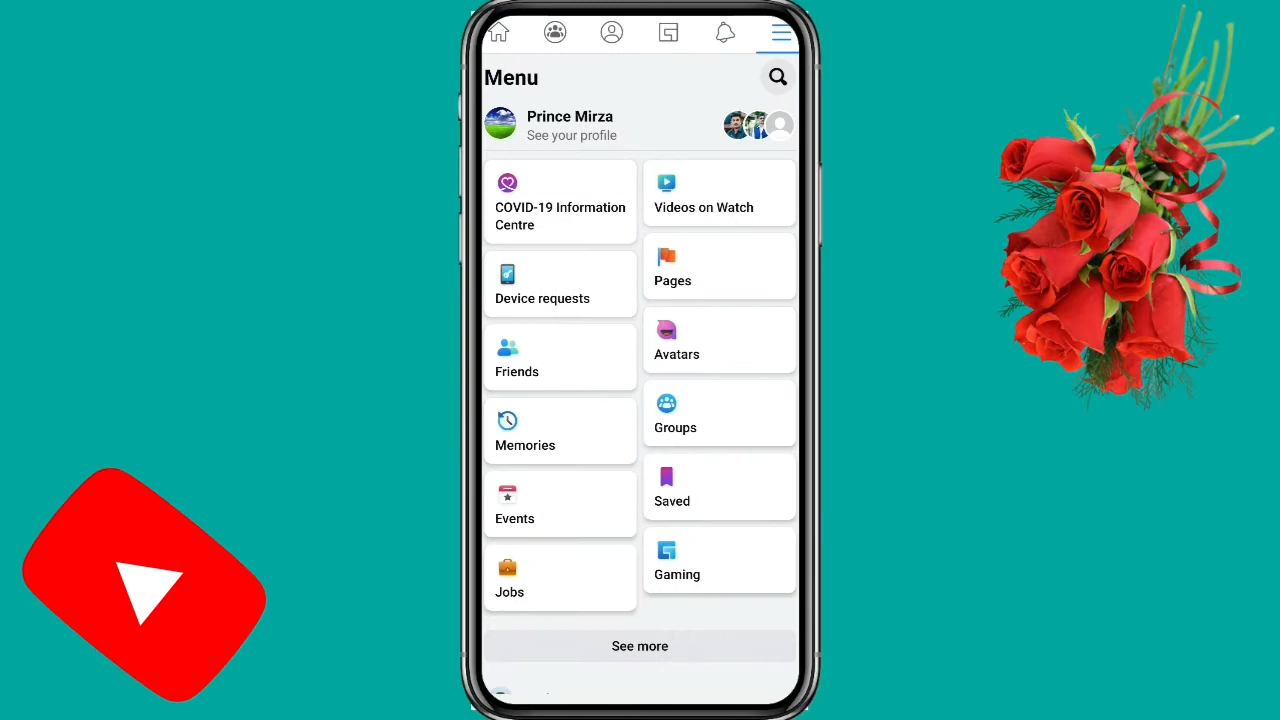 Menu
Prince Mirza
See your profile
COVID-19 Information
Centre
Device requests
Friends
Memories
Events
Jobs
Videos on Watch
Pages
Avatars
Groups
Saved
Gaming
See more